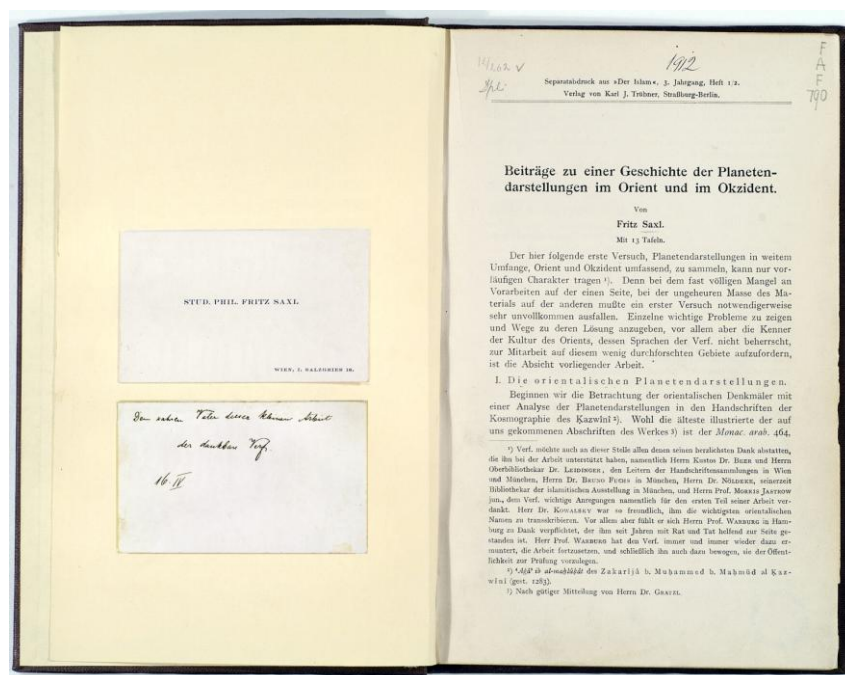 STUD. PHIL. FRITZ SAXL
WIEN, I. SALZGRIES 19.
Dem wahren Vater dieser kleinen Arbeit
der dankbare Verf.
16. IV
1912
F
A
F
790
Separatabdruck aus »Der Islam«, 3. Jahrgang, Heft 1/2.
Verlag von Karl J. Trübner, Straßburg-Berlin.
Beiträge zu einer Geschichte der Planeten-
darstellungen im Orient und im Okzident.
Von
Fritz Saxl.
Mit 13 Tafeln.
Der hier folgende erste Versuch, Planetendarstellungen in weitem
Umfange, Orient und Okzident umfassend, zu sammeln, kann nur vor-
läufigen Charakter tragen ¹). Denn bei dem fast völligen Mangel an
Vorarbeiten auf der einen Seite, bei der ungeheuren Masse des Ma-
terials auf der anderen mußte ein erster Versuch notwendigerweise
sehr unvollkommen ausfallen. Einzelne wichtige Probleme zu zeigen
und Wege zu deren Lösung anzugeben, vor allem aber die Kenner
der Kultur des Orients, dessen Sprachen der Verf. nicht beherrscht,
zur Mitarbeit auf diesem wenig durchforschten Gebiete aufzufordern,
ist die Absicht vorliegender Arbeit.
I. Die orientalischen Planetendarstellungen.
Beginnen wir die Betrachtung der orientalischen Denkmäler mit
einer Analyse der Planetendarstellungen in den Handschriften der
Kosmographie des Ḳazwînî ²). Wohl die älteste illustrierte der auf
uns gekommenen Abschriften des Werkes ³) ist der Monac. arab. 464,
¹) Verf. möchte auch an dieser Stelle allen denen seinen herzlichsten Dank abstatten,
die ihn bei der Arbeit unterstützt haben, namentlich Herrn Kustos Dr. BEER und Herrn
Oberbibliothekar Dr. LEIDINGER, den Leitern der Handschriftensammlungen in Wien
und München, Herrn Dr. BRUNO FUCHS in München, Herrn Dr. NÖLDEKE, seinerzeit
Bibliothekar der islamitischen Ausstellung in München, und Herrn Prof. MORRIS JASTROW
jun., dem Verf. wichtige Anregungen namentlich für den ersten Teil seiner Arbeit ver-
dankt. Herr Dr. KOWALSKY war so freundlich, ihm die wichtigsten orientalischen
Namen zu transkribieren. Vor allem aber fühlt er sich Herrn Prof. WARBURG in Ham-
burg zu Dank verpflichtet, der ihm seit Jahren mit Rat und Tat helfend zur Seite ge-
standen ist. Herr Prof. WARBURG hat den Verf. immer und immer wieder dazu er-
muntert, die Arbeit fortzusetzen, und schließlich ihn auch dazu bewogen, sie der Öffent-
lichkeit zur Prüfung vorzulegen.
²) ʿAǵâʾib al-maḫlûḳât des Zakarîjâ b. Muḥammed b. Maḥmûd al Ḳaz-
wînî (gest. 1283).
³) Nach gütiger Mitteilung von Herrn Dr. GRATZL.